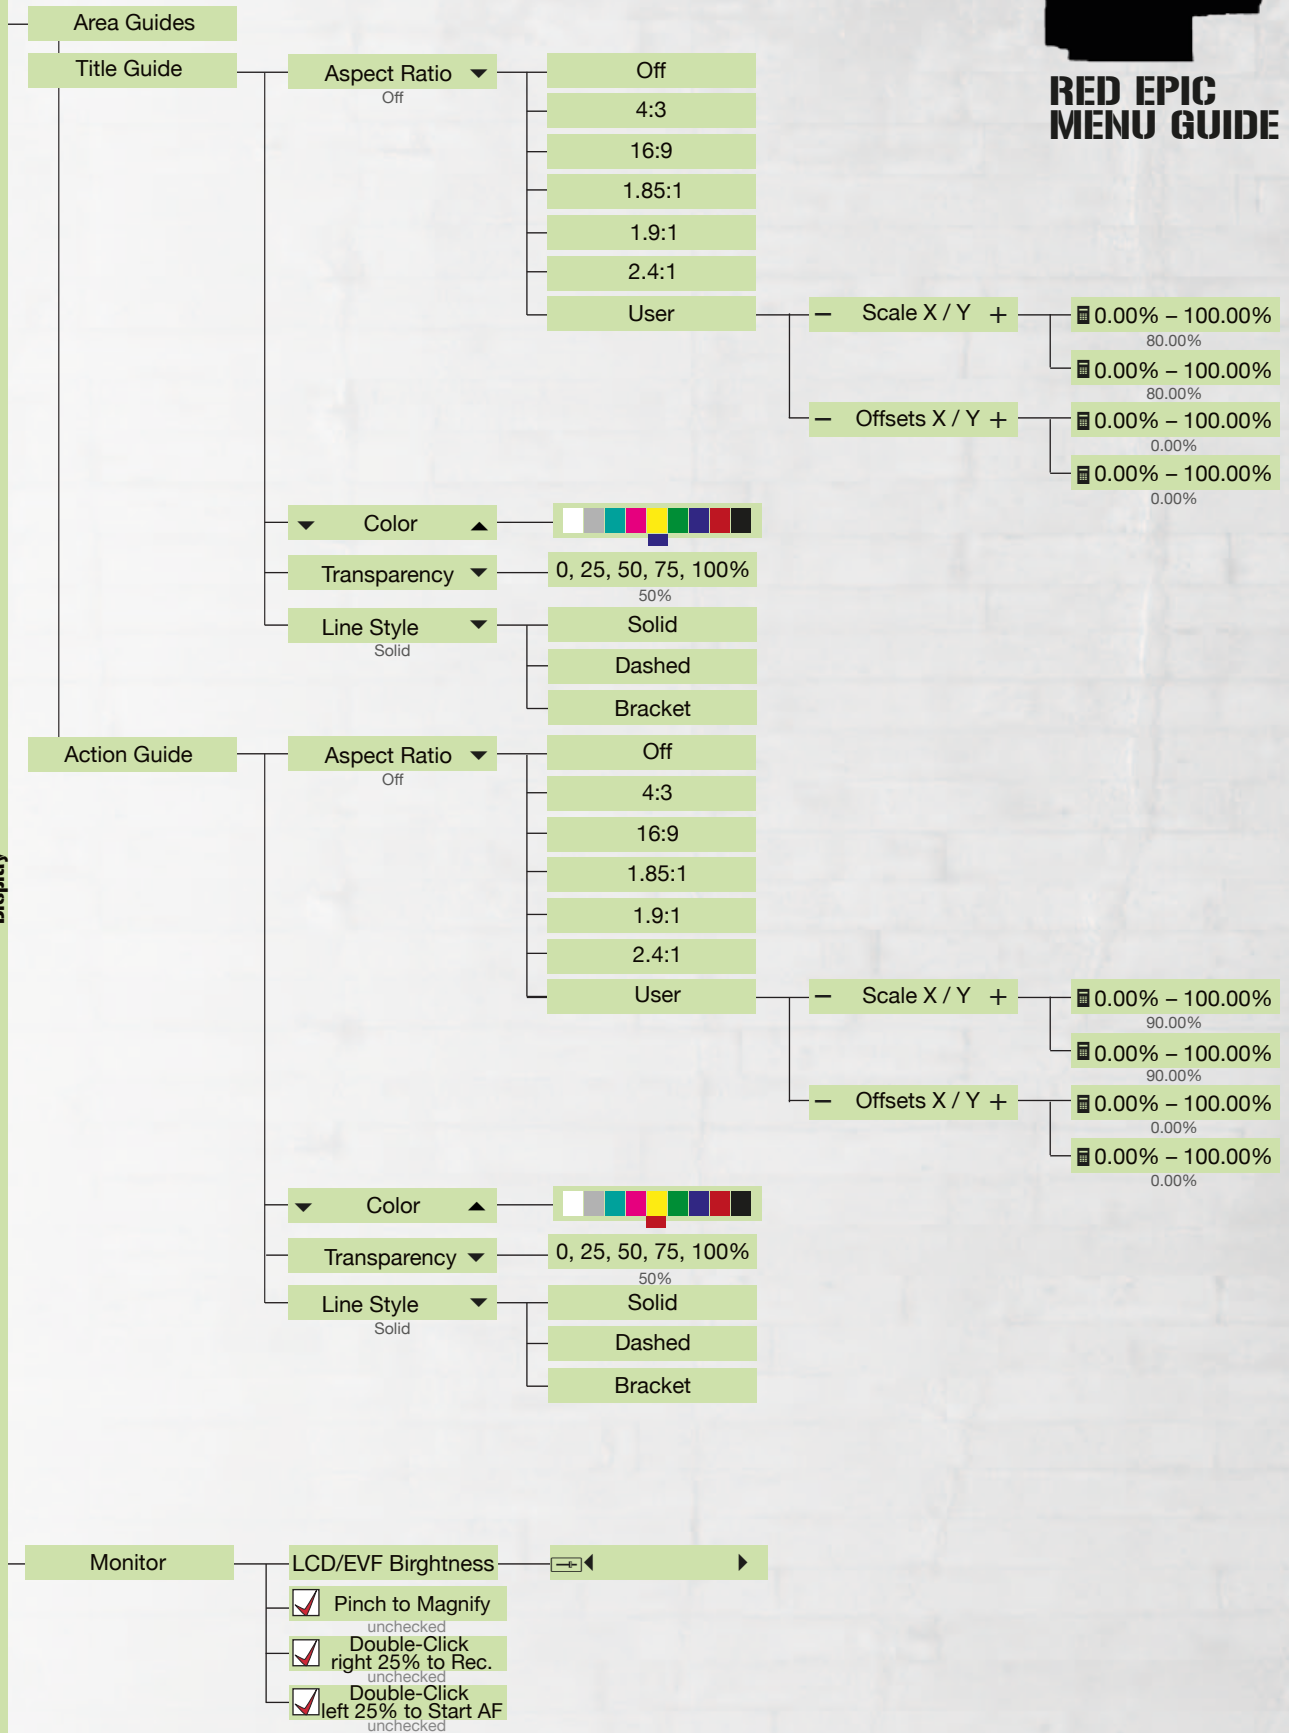 Area Guides
RED EPIC
MENU GUIDE
Title Guide
Aspect Ratio
Off
Off
4:3
16:9
1.85:1
1.9:1
2.4:1
User
− Scale X / Y +
0.00% – 100.00%
80.00%
0.00% – 100.00%
80.00%
− Offsets X / Y +
0.00% – 100.00%
0.00%
0.00% – 100.00%
0.00%
Color
Transparency
0, 25, 50, 75, 100%
50%
Line Style
Solid
Solid
Dashed
Bracket
Action Guide
Aspect Ratio
Off
Off
4:3
16:9
1.85:1
1.9:1
2.4:1
User
− Scale X / Y +
0.00% – 100.00%
90.00%
0.00% – 100.00%
90.00%
− Offsets X / Y +
0.00% – 100.00%
0.00%
0.00% – 100.00%
0.00%
Color
Transparency
0, 25, 50, 75, 100%
50%
Line Style
Solid
Solid
Dashed
Bracket
Monitor
LCD/EVF Birghtness
Pinch to Magnify
unchecked
Double-Click
right 25% to Rec.
unchecked
Double-Click
left 25% to Start AF
unchecked